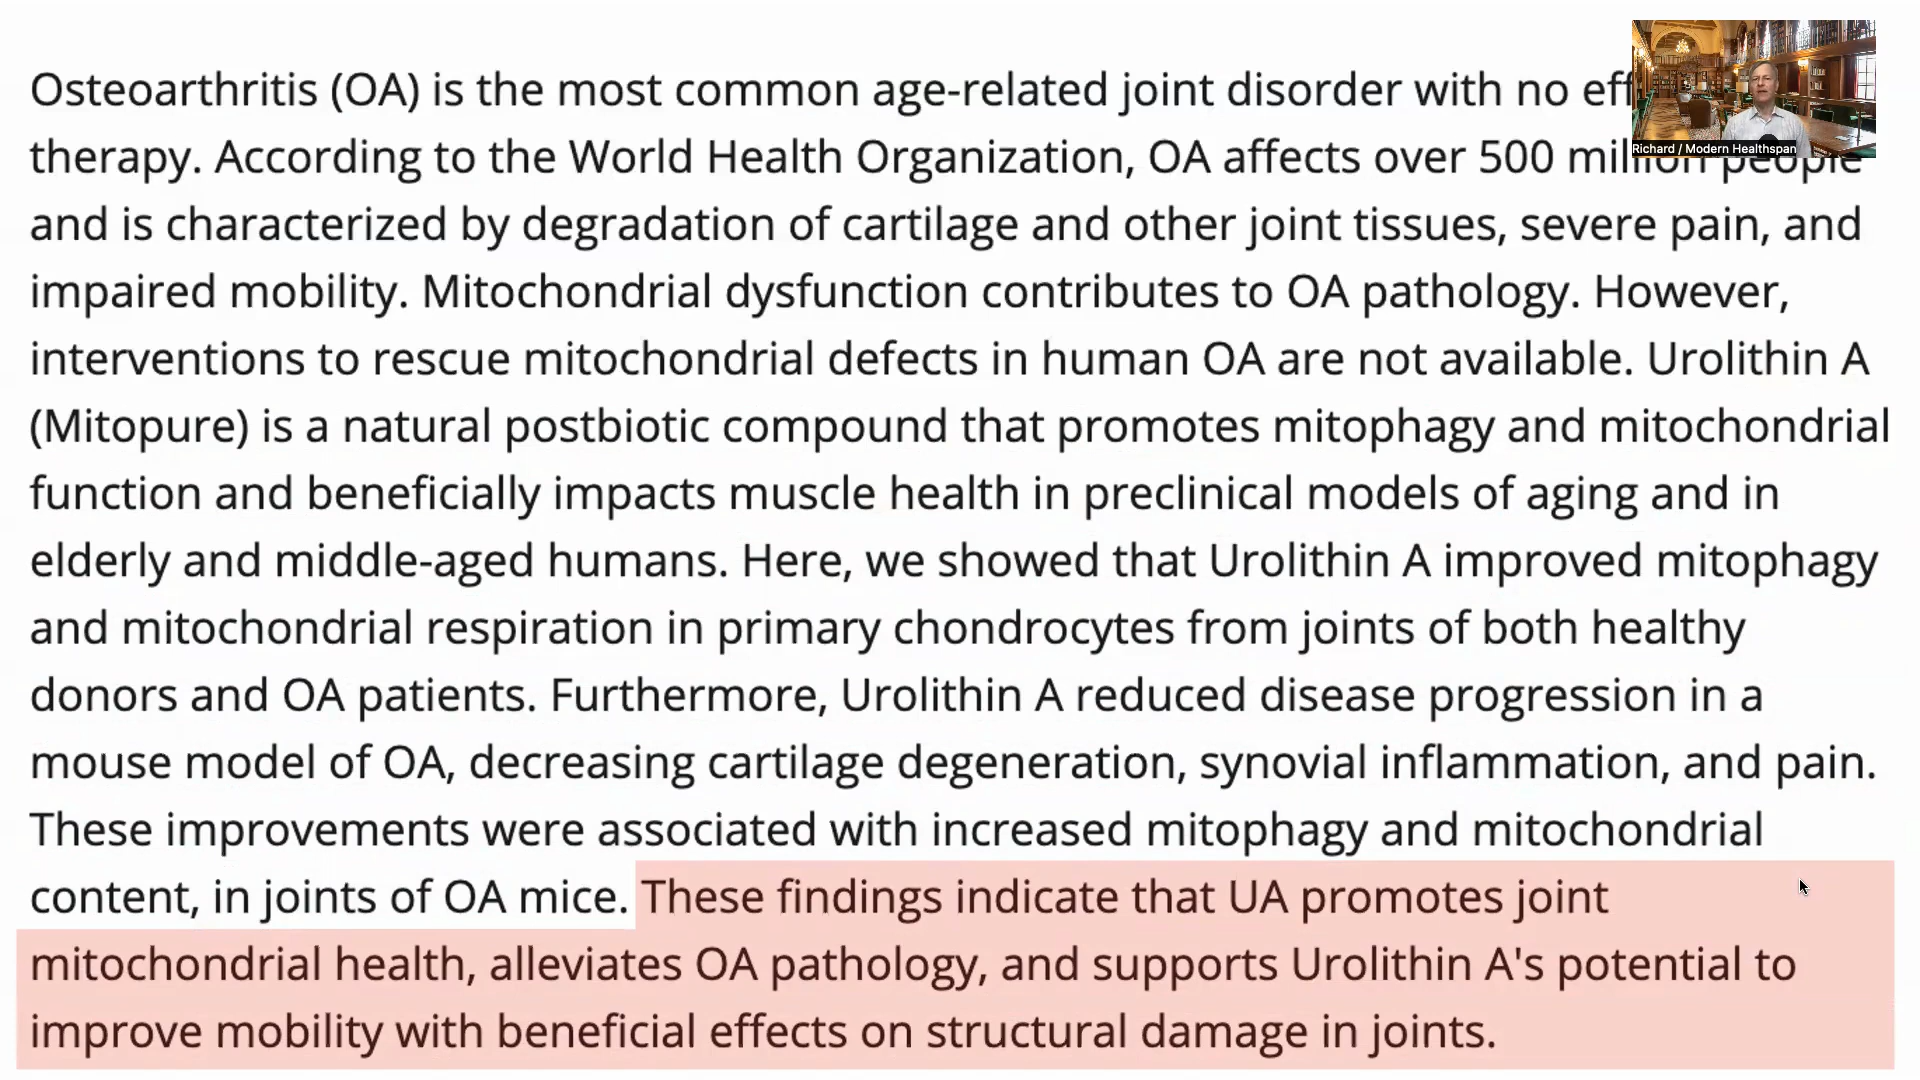 Osteoarthritis (OA) is the most common age-related joint disorder with no
therapy. According to the World Health Organization, OA affects over 500 million people
and is characterized by degradation of cartilage and other joint tissues, severe pain, and
impaired mobility. Mitochondrial dysfunction contributes to OA pathology. However,
interventions to rescue mitochondrial defects in human OA are not available. Urolithin A
(Mitopure) is a natural postbiotic compound that promotes mitophagy and mitochondrial
function and beneficially impacts muscle health in preclinical models of aging and in
elderly and middle-aged humans. Here, we showed that Urolithin A improved mitophagy
and mitochondrial respiration in primary chondrocytes from joints of both healthy
donors and OA patients. Furthermore, Urolithin A reduced disease progression in a
mouse model of OA, decreasing cartilage degeneration, synovial inflammation, and pain.
These improvements were associated with increased mitophagy and mitochondrial
content, in joints of OA mice. These findings indicate that UA promotes joint
mitochondrial health, alleviates OA pathology, and supports Urolithin A's potential to
improve mobility with beneficial effects on structural damage in joints.
Richard / Modern Healthspan